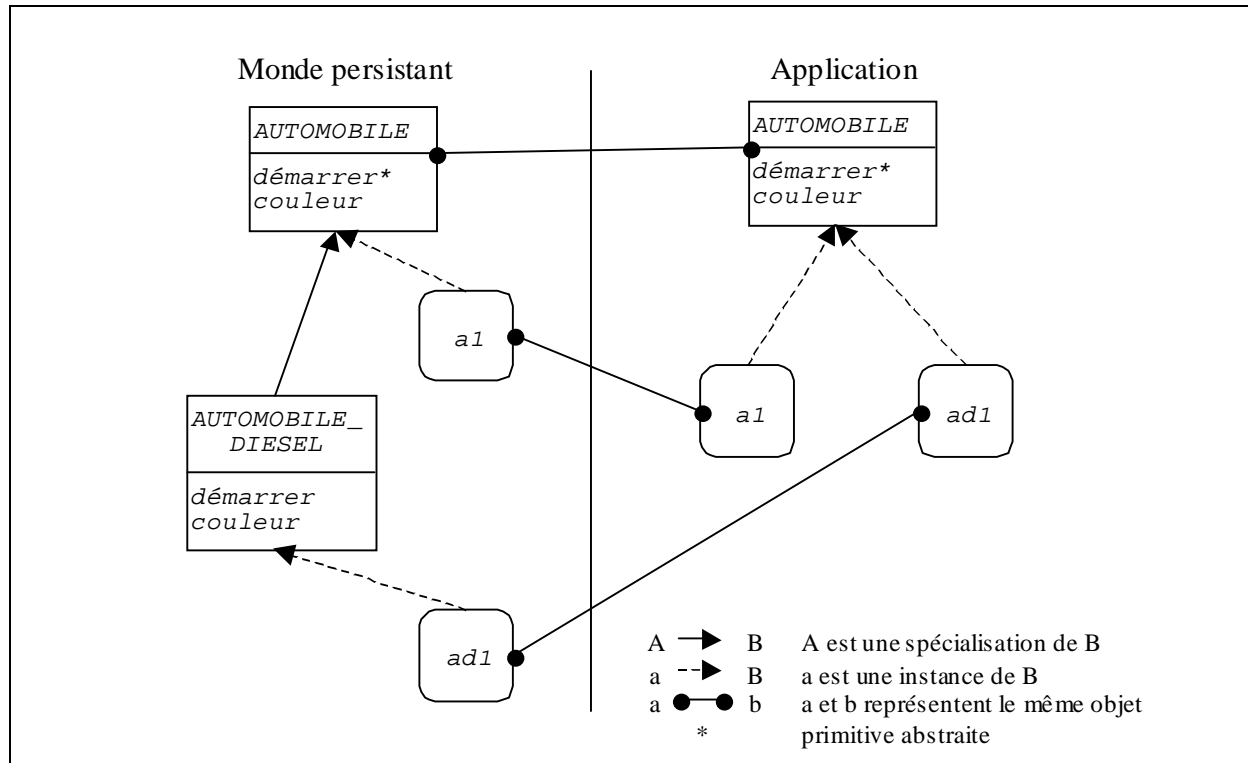 Monde persistant
Application
AUTOMOBILE
démarrer*
couleur
AUTOMOBILE
démarrer*
couleur
a1
a1
ad1
AUTOMOBILE_
DIESEL
démarrer
couleur
ad1
A B A est une spécialisation de B
a B a est une instance de B
a b a et b représentent le même objet
* primitive abstraite